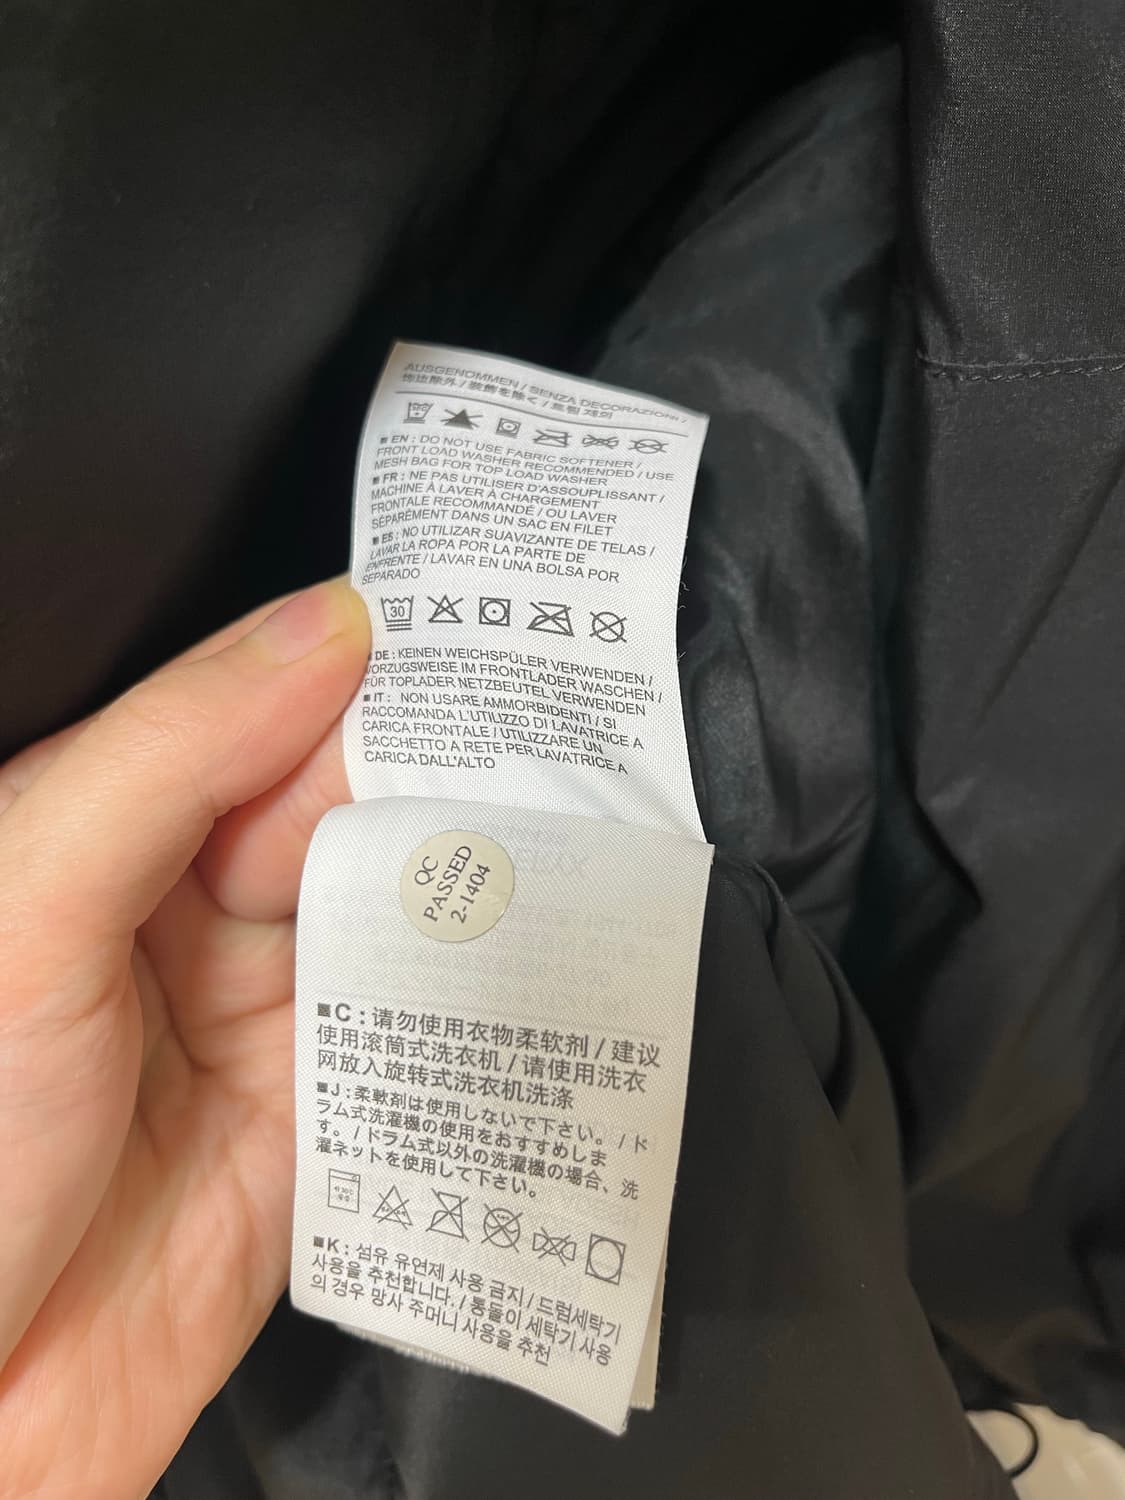 AUSGENOMMEN / SENZA DECORAZIONI /
饰边除外 / 装飾を除く / 트림 제외
■ EN : DO NOT USE FABRIC SOFTENER /
FRONT LOAD WASHER RECOMMENDED / USE
MESH BAG FOR TOP LOAD WASHER
■ FR : NE PAS UTILISER D'ASSOUPLISSANT /
MACHINE À LAVER À CHARGEMENT
FRONTALE RECOMMANDÉ / OU LAVER
SÉPARÉMENT DANS UN SAC EN FILET
■ ES : NO UTILIZAR SUAVIZANTE DE TELAS /
LAVAR LA ROPA POR LA PARTE DE
ENFRENTE / LAVAR EN UNA BOLSA POR
SEPARADO
30
■ DE : KEINEN WEICHSPÜLER VERWENDEN /
VORZUGSWEISE IM FRONTLADER WASCHEN /
FÜR TOPLADER NETZBEUTEL VERWENDEN
■ IT : NON USARE AMMORBIDENTI / SI
RACCOMANDA L'UTILIZZO DI LAVATRICE A
CARICA FRONTALE / UTILIZZARE UN
SACCHETTO A RETE PER LAVATRICE A
CARICA DALL'ALTO
QC
PASSED
2-1404
■C : 请勿使用衣物柔软剂 / 建议
使用滚筒式洗衣机 / 请使用洗衣
网放入旋转式洗衣机洗涤
■J : 柔軟剤は使用しないで下さい。 / ド
ラム式洗濯機の使用をおすすめしま
す。 / ドラム式以外の洗濯機の場合、洗
濯ネットを使用して下さい。
■K : 섬유 유연제 사용 금지 / 드럼세탁기
사용을 추천합니다. / 통돌이 세탁기 사용
의 경우 망사 주머니 사용을 추천